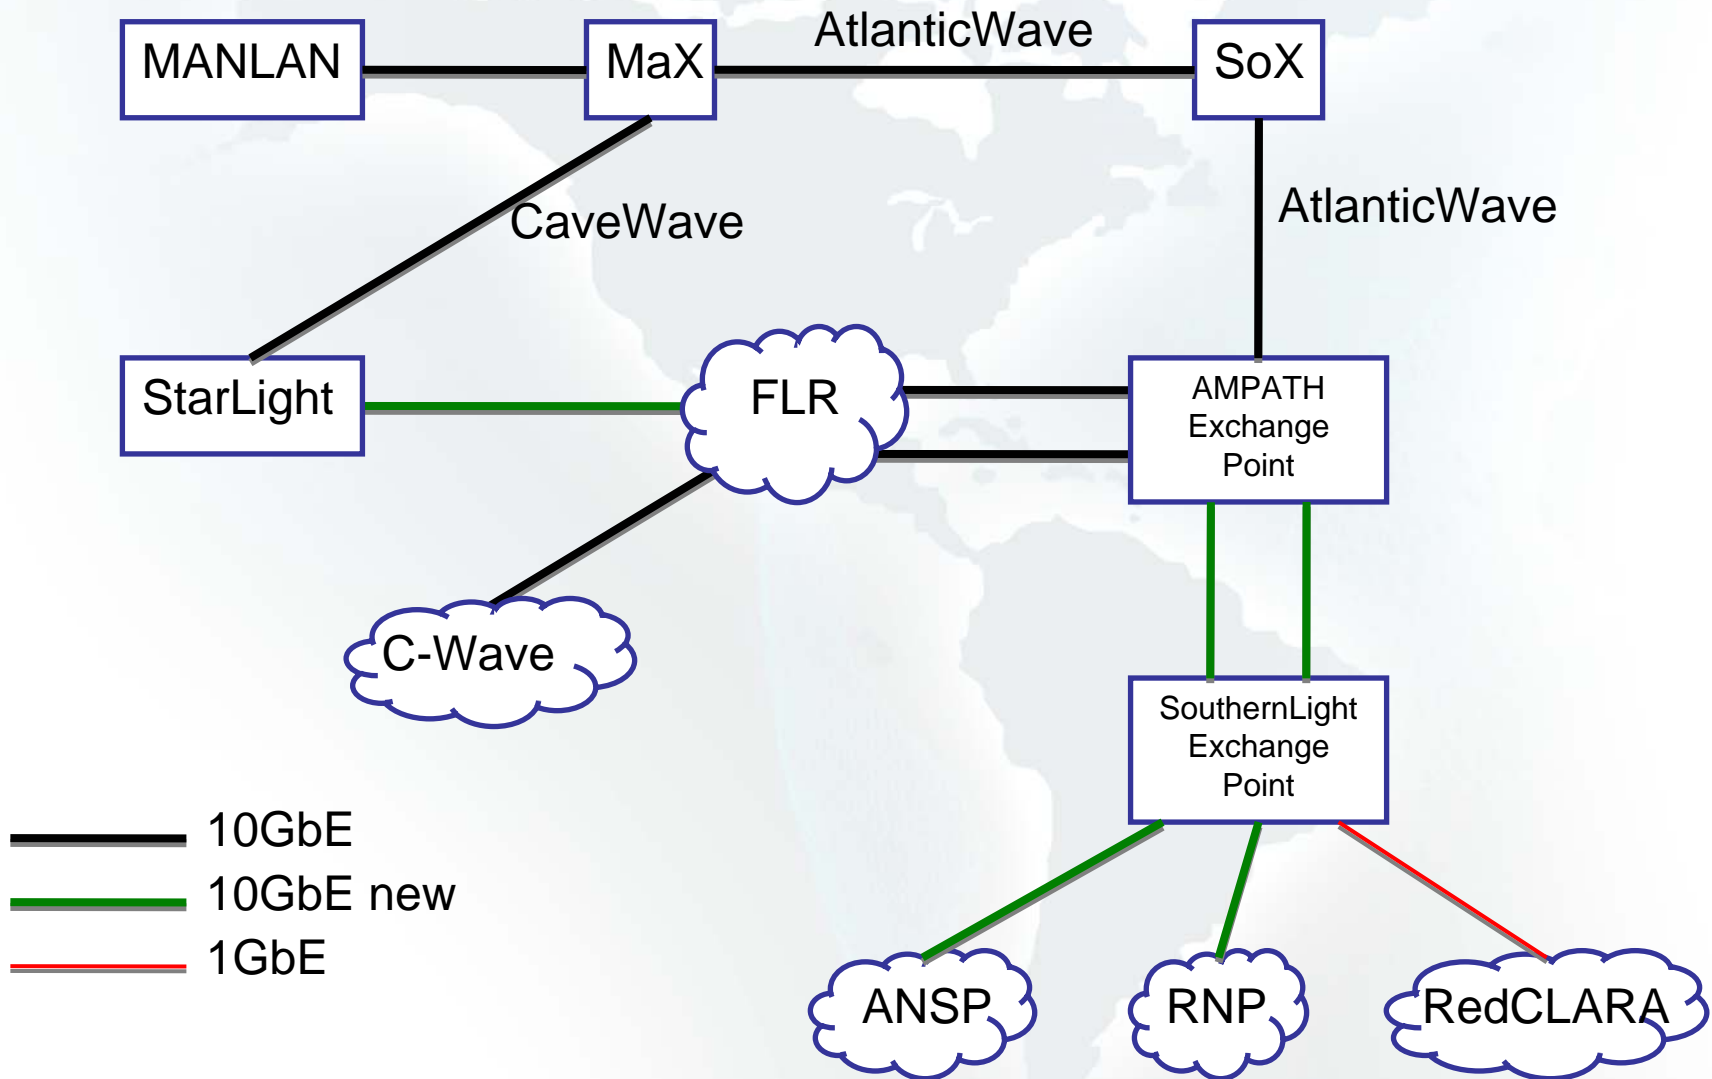 AtlanticWave
MANLAN
MaX
SoX
CaveWave
AtlanticWave
StarLight
FLR
AMPATH
Exchange
Point
C-Wave
SouthernLight
Exchange
Point
10GbE
10GbE new
1GbE
ANSP
RNP
RedCLARA